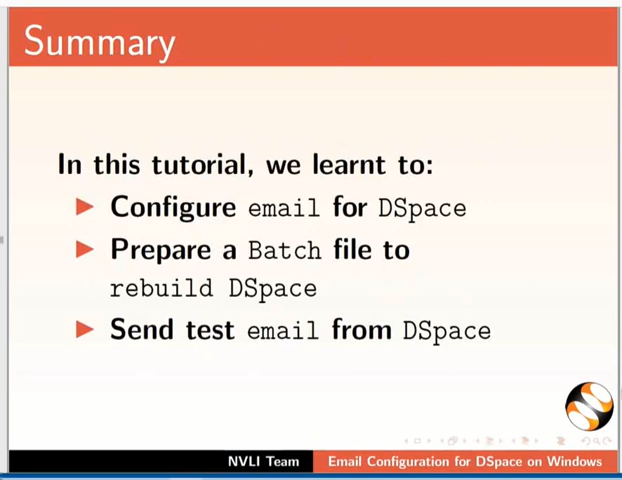 Summary
In this tutorial, we learnt to:
Configure email for DSpace
Prepare a Batch file to
rebuild DSpace
Send test email from DSpace
NVLI Team
Email Configuration for DSpace on Windows